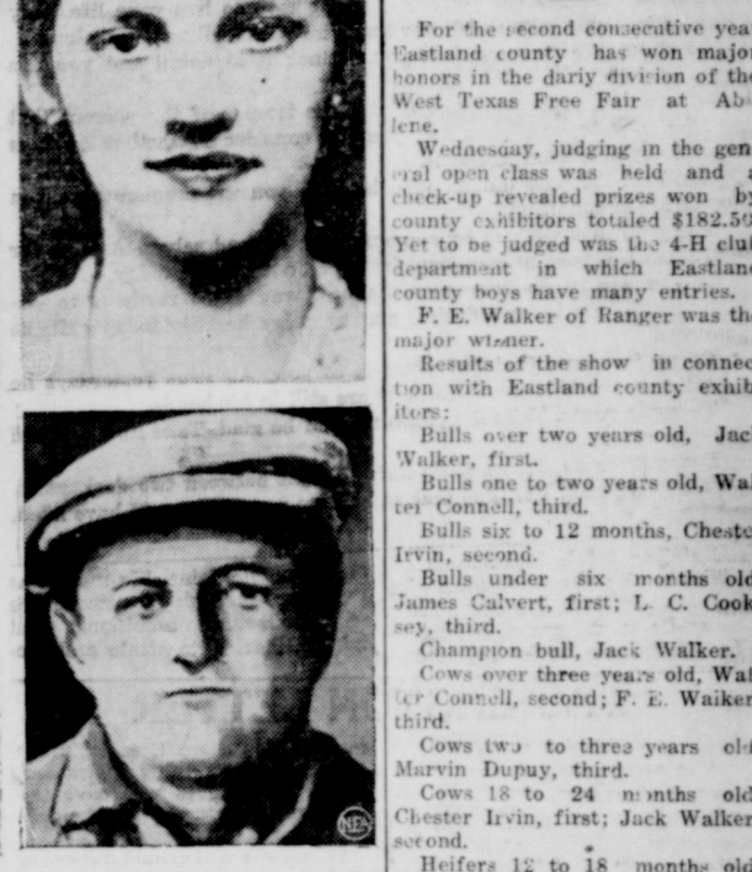 For the second consecutive yea
Eastland county has won major
honors in the dariy division of the
West Texas Free Fair at Ab
lene.
Wednesday, judging in the gen
eral open class was held and a
check-up revealed prizes won by
county exhibitors totaled $182.50
Yet to be judged was the 4-H club
department in which Eastland
county boys have many entries.
F. E. Walker of Ranger was the
major winner.
Results of the show in connec
tion with Eastland county exhib
itors:
Bulls over two years old, Jack
Walker, first.
Bulls one to two years old, Wal
ter Connell, third.
Bulls six to 12 months, Cheste
Irvin, second.
Bulls under six months old
James Calvert, first; L. C. Cook
sey, third.
Champion bull, Jack Walker.
Cows over three years old, Wal
ter Connell, second; F. E. Walker
third.
Cows two to three years old
Marvin Dupuy, third.
Cows 18 to 24 months old
Chester Irvin, first; Jack Walker
second.
Heifers 12 to 18 months old
NEA